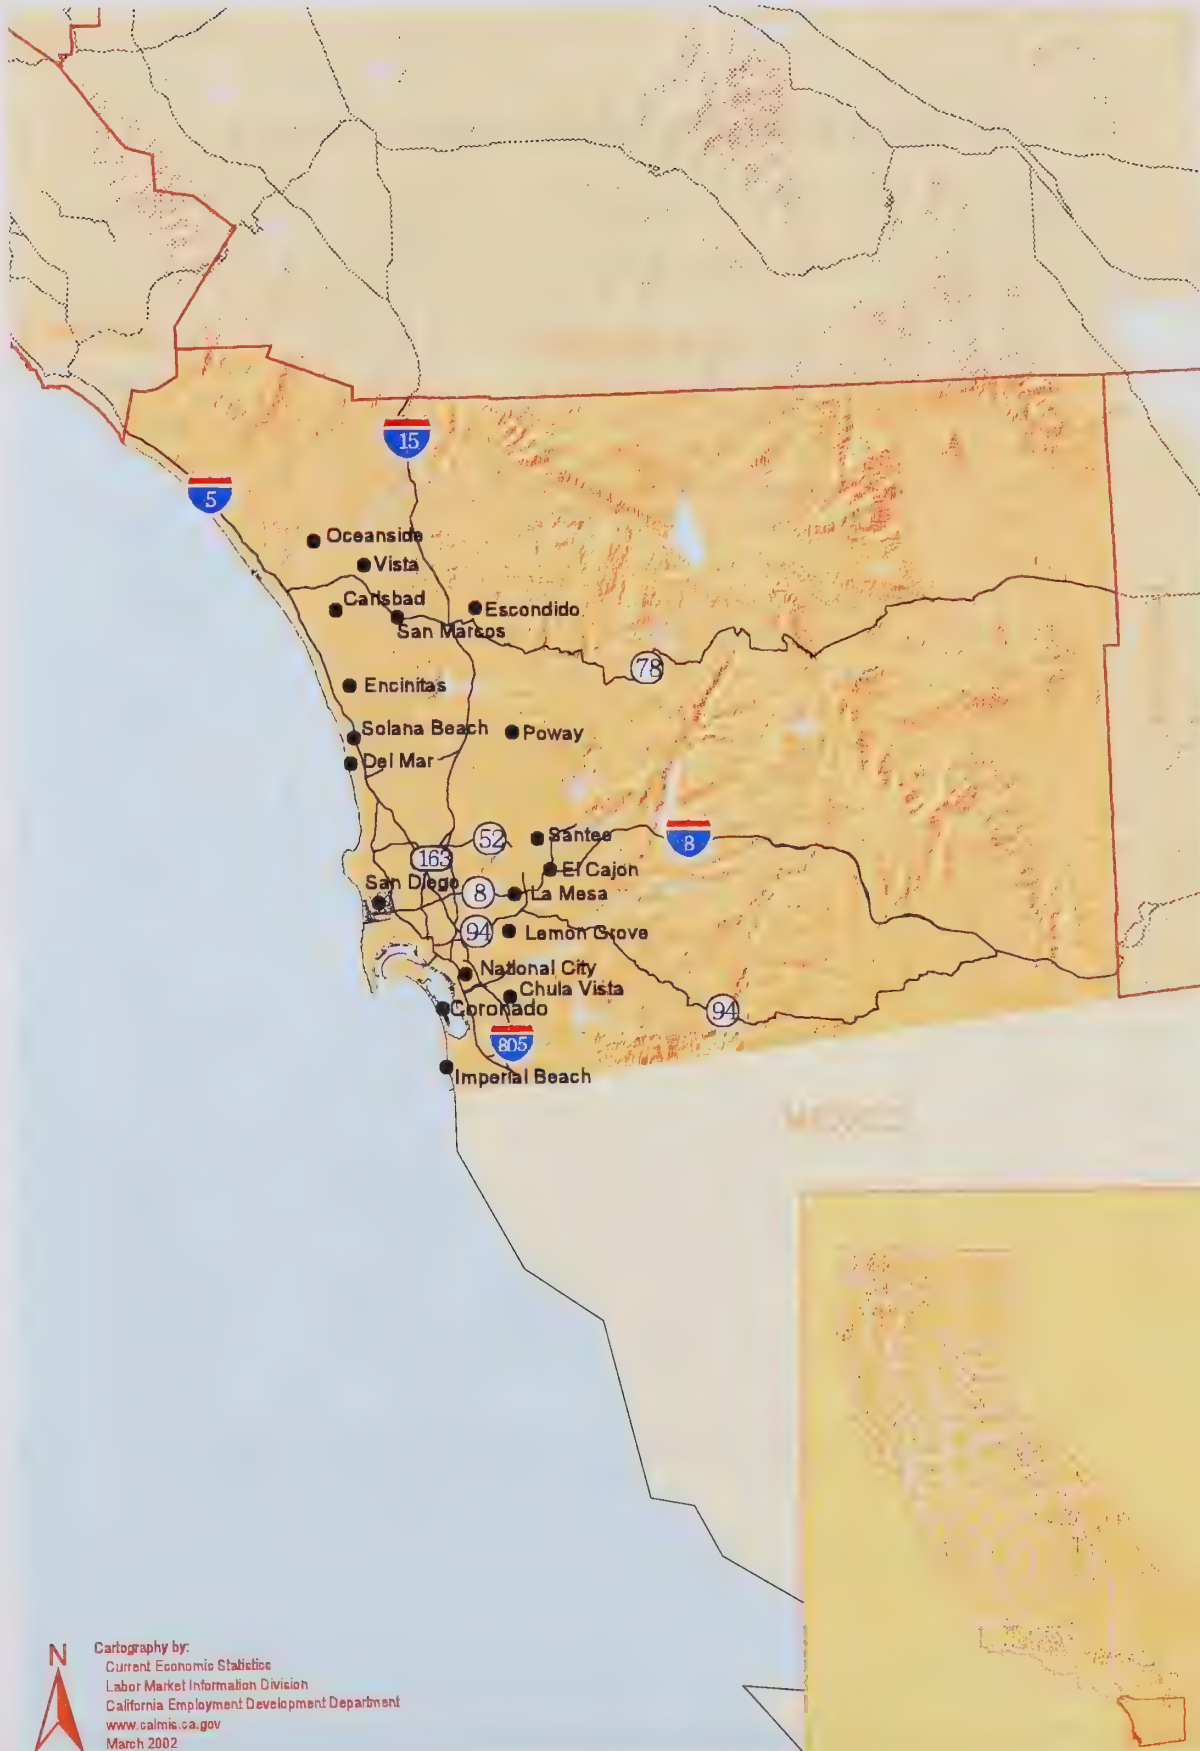 15
5
Oceanside
Vista
Carlsbad
San Marcos
Escondido
78
Encinitas
Solana Beach
Poway
Del Mar
52
Santee
8
163
El Cajon
San Diego
8
La Mesa
94
Lemon Grove
National City
Chula Vista
Coronado
94
805
Imperial Beach
MEXICO
N
Cartography by:
Current Economic Statistics
Labor Market Information Division
California Employment Development Department
www.calmis.ca.gov
March 2002